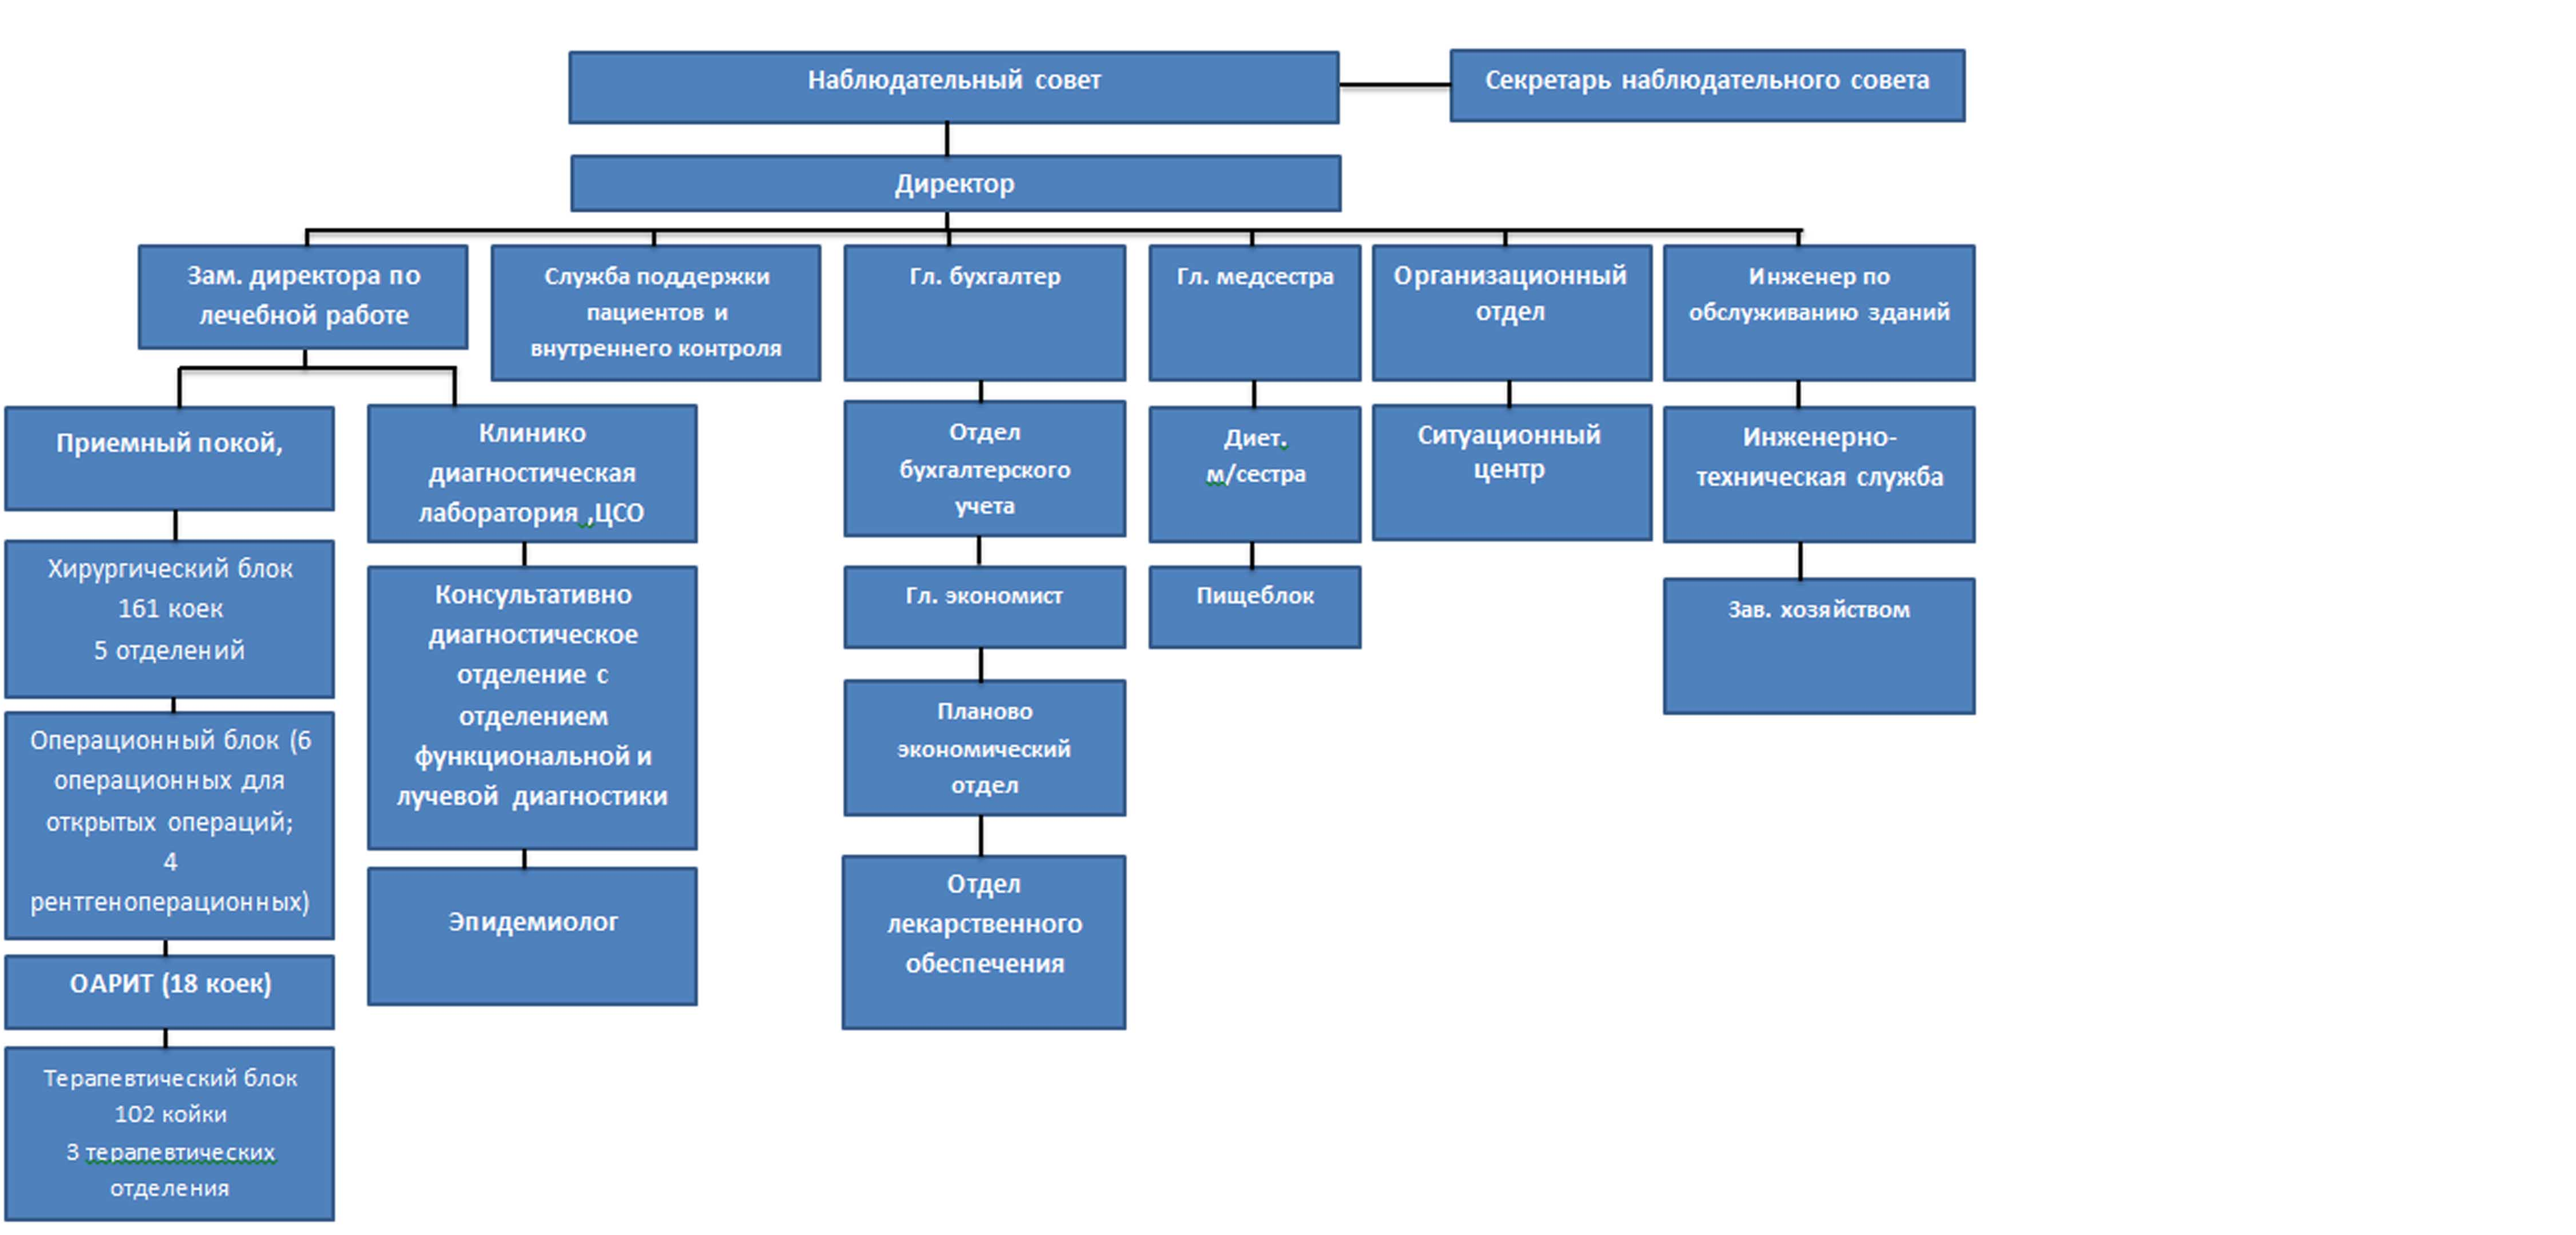 Наблюдательный совет
Секретарь наблюдательного совета
Директор
Зам. директора по
лечебной работе
Служба поддержки
пациентов и
внутреннего контроля
Гл. бухгалтер
Гл. медсестра
Организационный
отдел
Инженер по
обслуживанию зданий
Приемный покой,
Хирургический блок
161 коек
5 отделений
Операционный блок (6
операционных для
открытых операций;
4
рентгеноперационных)
ОАРИТ (18 коек)
Терапевтический блок
102 койки
3 терапевтических
отделения
Клинико
диагностическая
лаборатория ,ЦСО
Консультативно
диагностическое
отделение с
отделением
функциональной и
лучевой диагностики
Эпидемиолог
Отдел
бухгалтерского
учета
Гл. экономист
Планово
экономический
отдел
Отдел
лекарственного
обеспечения
Диет.
м/сестра
Пищеблок
Ситуационный
центр
Инженерно-
техническая служба
Зав. хозяйством